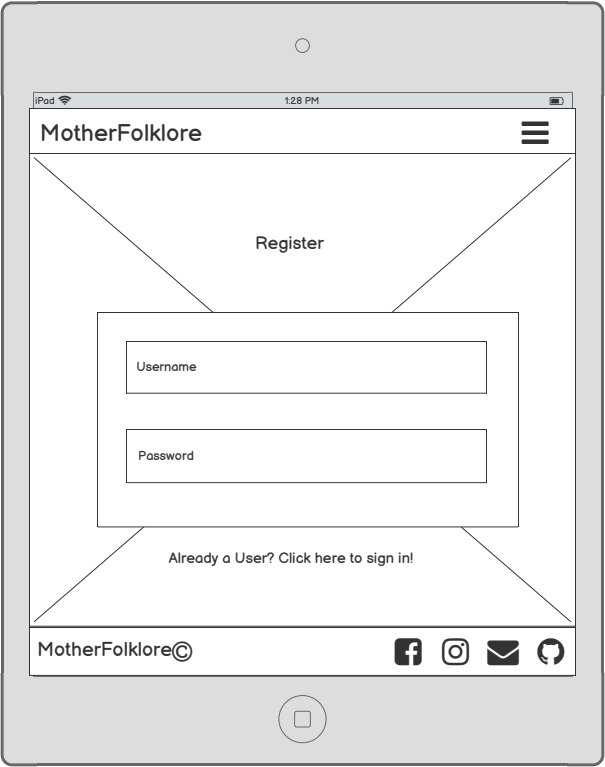 iPad 1:28 PM
MotherFolklore
Register
Username
Password
Already a User? Click here to sign in!
MotherFolklore©